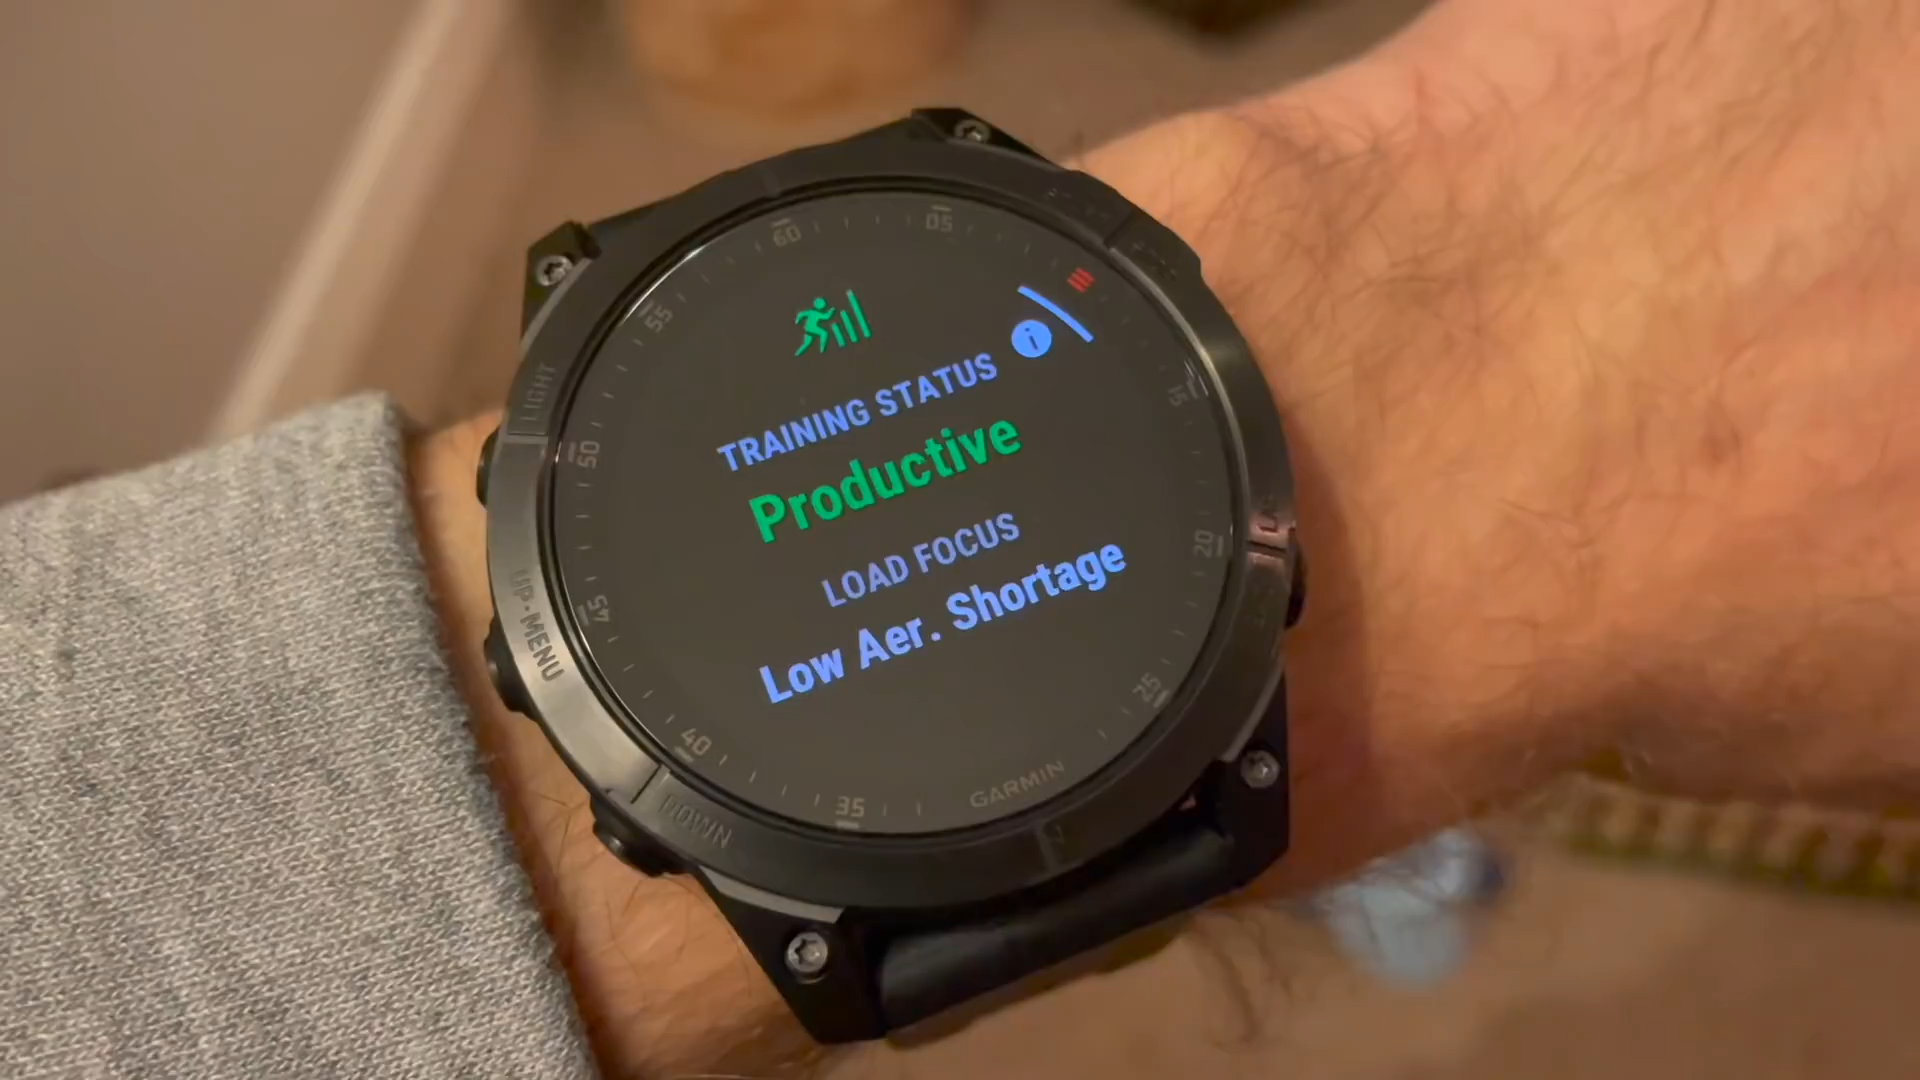 60
05
55
LIGHT
i
TRAINING STATUS
15
50
Productive
LOAD FOCUS
20
Low Aer. Shortage
45
UP-MENU
25
40
GARMIN
35
DOWN